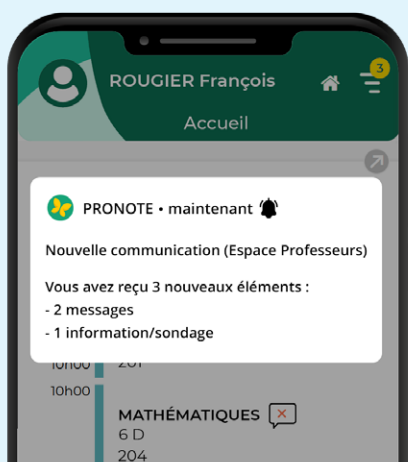 3
ROUGIER François
Accueil
PRONOTE • maintenant
Nouvelle communication (Espace Professeurs)
Vous avez reçu 3 nouveaux éléments :
- 2 messages
- 1 information/sondage
10h00 201
10h00
MATHÉMATIQUES
6 D
204